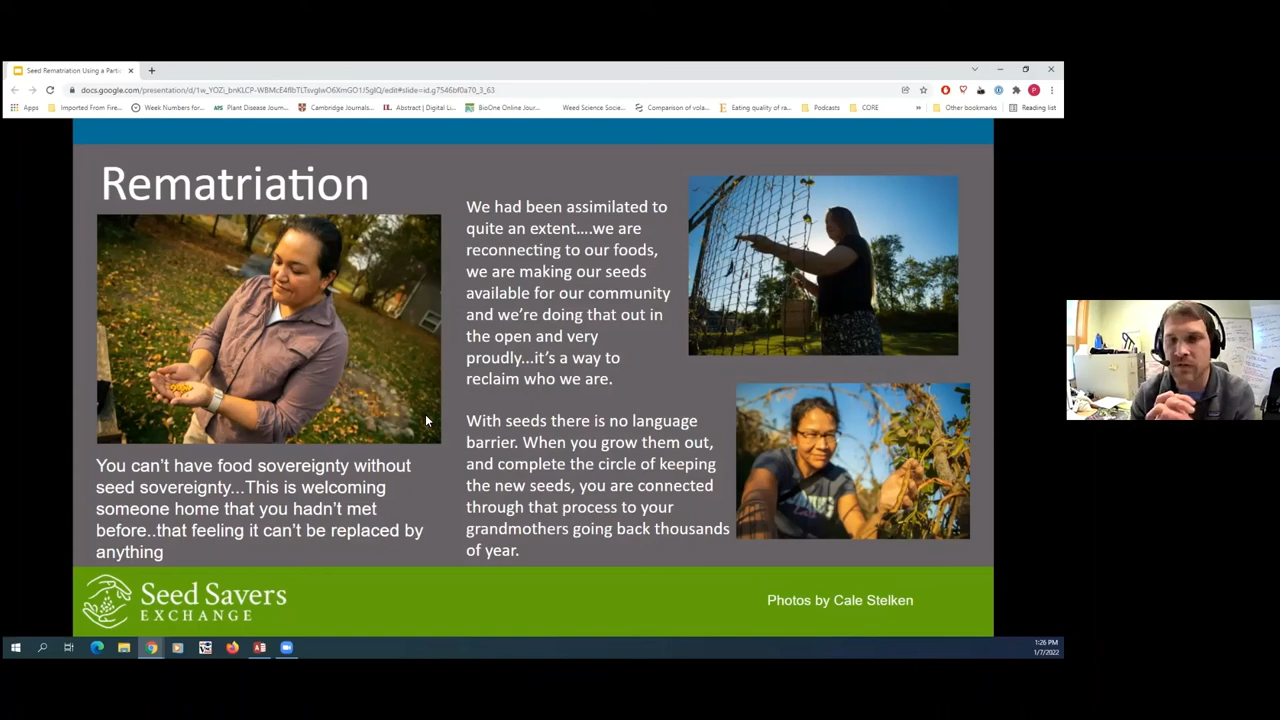 Seed Rematriation Using a Parti
docs.google.com/presentation/d/1w_YOZi_bnKLCP-WBMcE4flbTLTsvglwO6XmGO1JSgIQ/edit#slide=id.g7546bf0a70_3_63
Apps
Imported From Fire...
Week Numbers for...
Plant Disease Journ...
Cambridge Journals...
Abstract | Digital Li...
BioOne Online Jour...
Weed Science Socie...
Comparison of vola...
Eating quality of ra...
Podcasts
CORE
Other bookmarks
Reading list
Rematriation
We had been assimilated to
quite an extent....we are
reconnecting to our foods,
we are making our seeds
available for our community
and we're doing that out in
the open and very
proudly...it's a way to
reclaim who we are.
With seeds there is no language
barrier. When you grow them out,
and complete the circle of keeping
the new seeds, you are connected
through that process to your
grandmothers going back thousands
of year.
You can't have food sovereignty without
seed sovereignty...This is welcoming
someone home that you hadn't met
before..that feeling it can't be replaced by
anything
Seed Savers
EXCHANGE
Photos by Cale Stelken
1:26 PM
1/7/2022